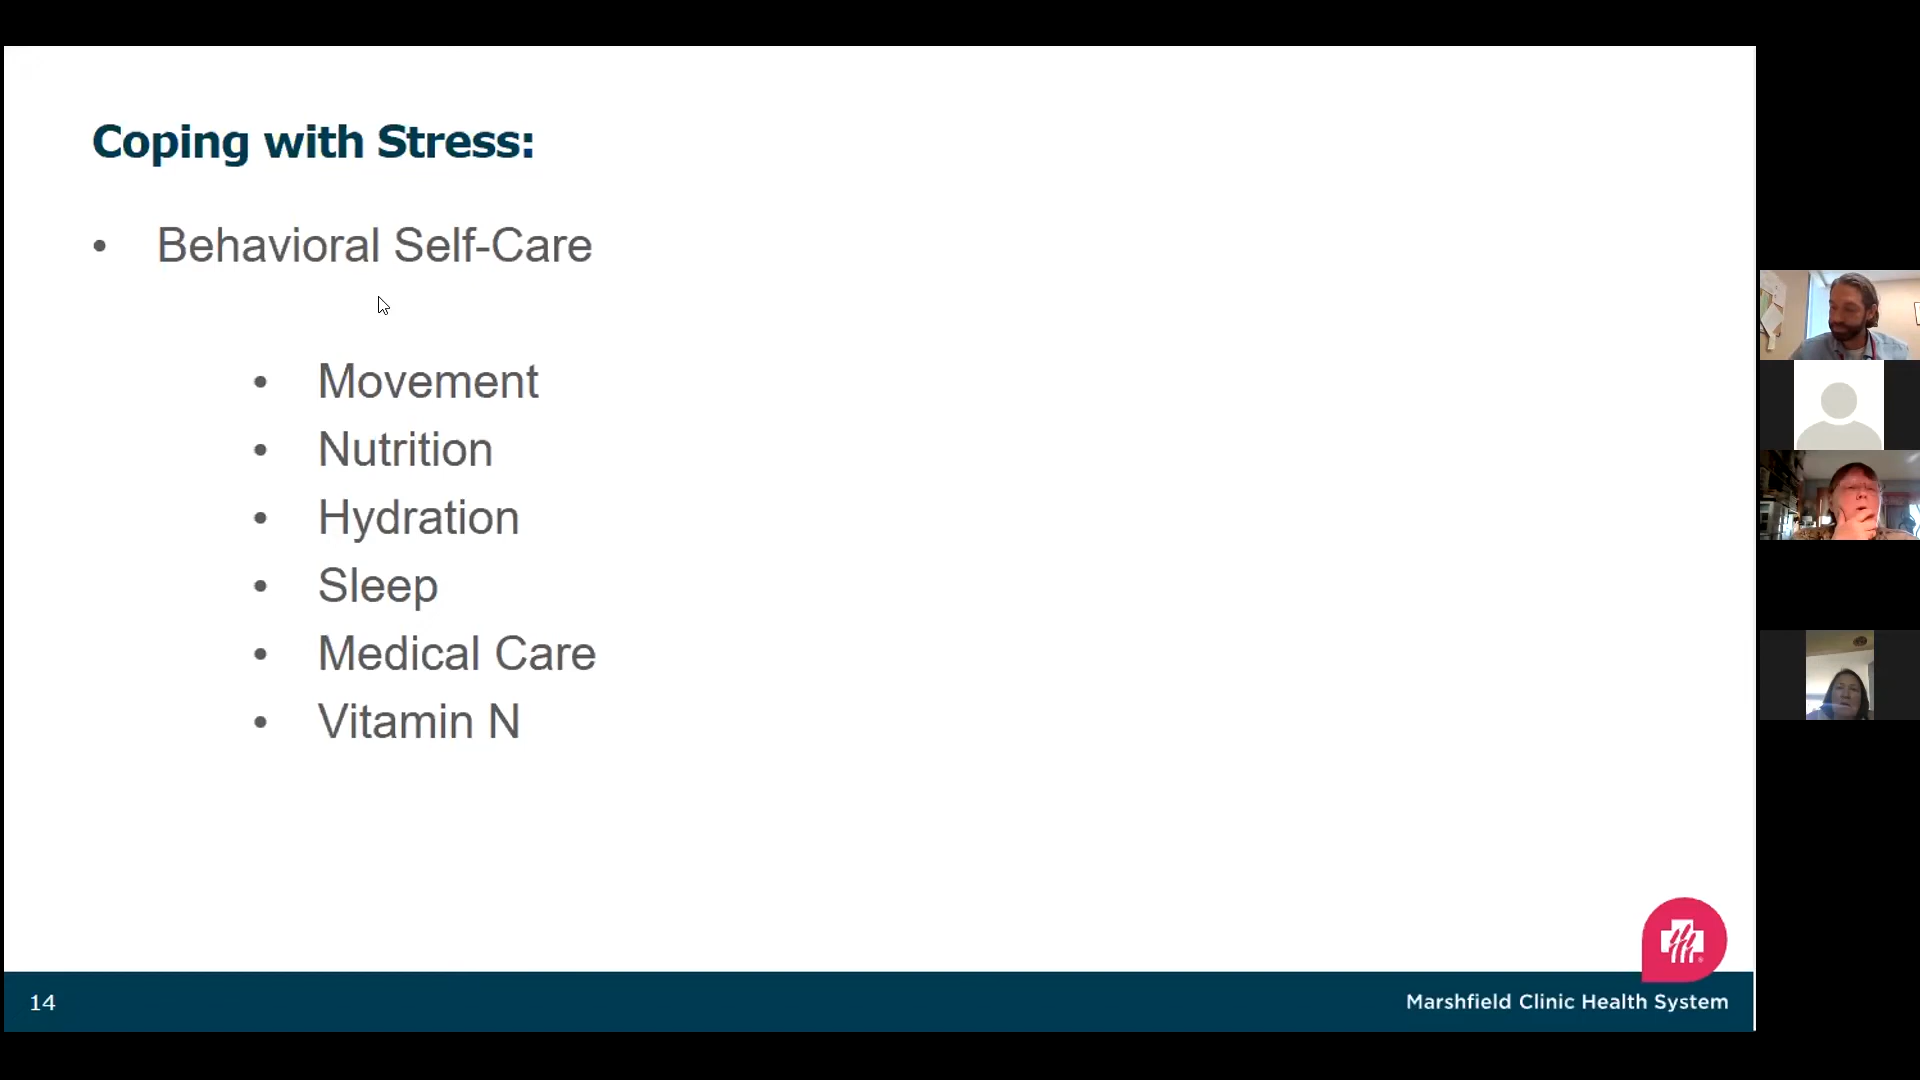 Coping with Stress:
• Behavioral Self-Care
• Movement
• Nutrition
• Hydration
• Sleep
• Medical Care
• Vitamin N
14
Marshfield Clinic Health System